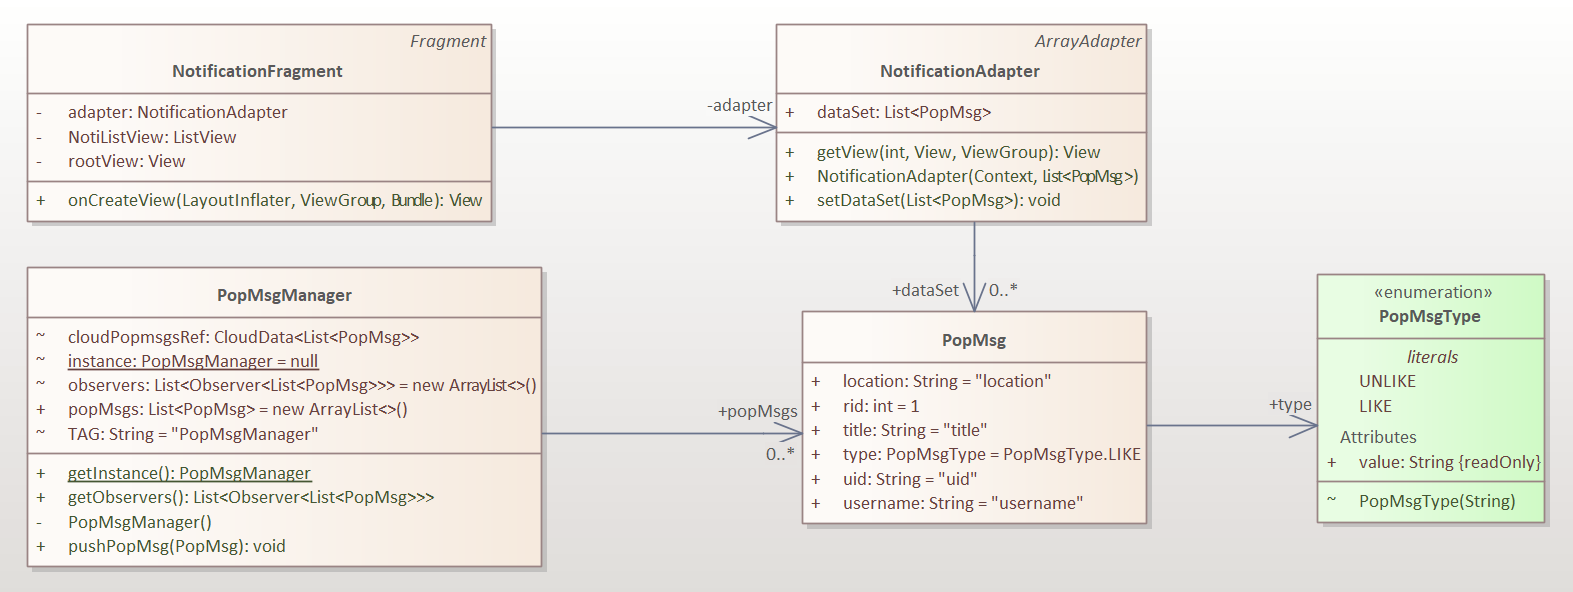 Fragment
NotificationFragment
- adapter: NotificationAdapter
- NotiListView: ListView
- rootView: View
+ onCreateView(LayoutInflater, ViewGroup, Bundle): View
-adapter
ArrayAdapter
NotificationAdapter
+ dataSet: List<PopMsg>
+ getView(int, View, ViewGroup): View
+ NotificationAdapter(Context, List<PopMsg>)
+ setDataSet(List<PopMsg>): void
+dataSet 0..*
PopMsgManager
~ cloudPopmsgsRef: CloudData<List<PopMsg>>
~ instance: PopMsgManager = null
~ observers: List<Observer<List<PopMsg>>> = new ArrayList<>()
+ popMsgs: List<PopMsg> = new ArrayList<>()
~ TAG: String = "PopMsgManager"
+ getInstance(): PopMsgManager
+ getObservers(): List<Observer<List<PopMsg>>>
- PopMsgManager()
+ pushPopMsg(PopMsg): void
+popMsgs
0..*
PopMsg
+ location: String = "location"
+ rid: int = 1
+ title: String = "title"
+ type: PopMsgType = PopMsgType.LIKE
+ uid: String = "uid"
+ username: String = "username"
+type
«enumeration»
PopMsgType
literals
UNLIKE
LIKE
Attributes
+ value: String {readOnly}
~ PopMsgType(String)